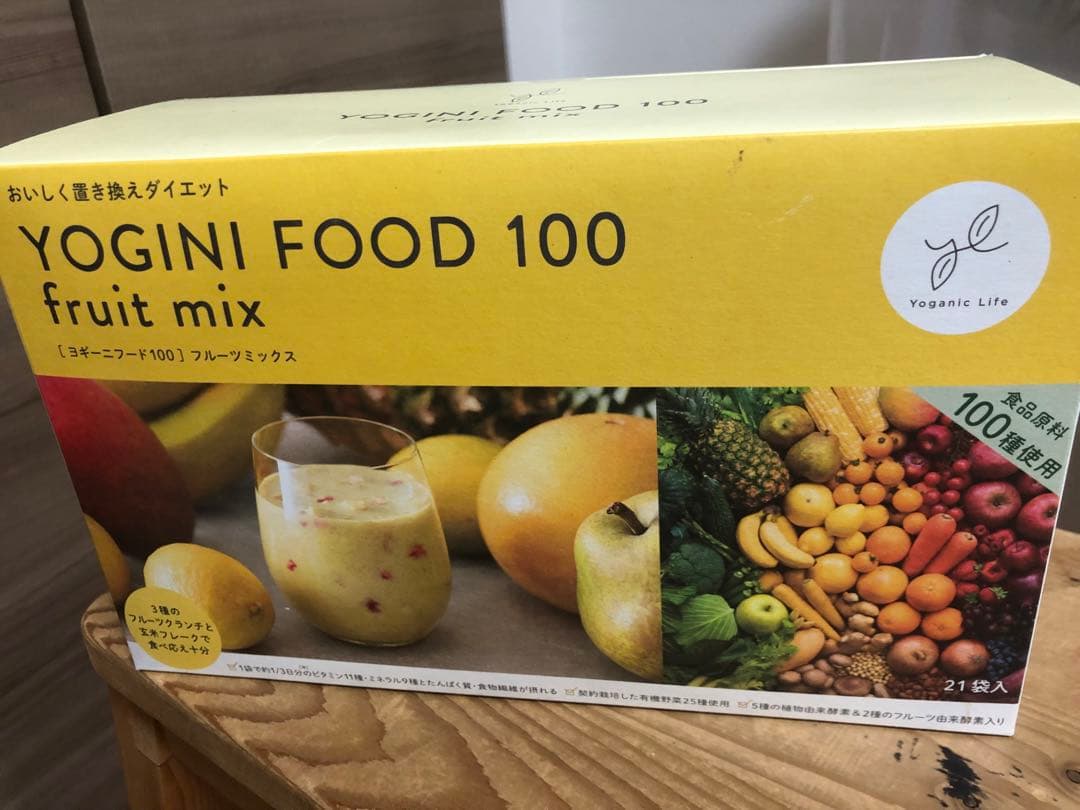 YOGANIC LIFE
YOGINI FOOD 100
fruit mix
おいしく置き換えダイエット
YOGINI FOOD 100
fruit mix
[ヨギーニフード100] フルーツミックス
yl
Yoganic Life
食品原料
100種使用
3種の
フルーツクランチと
玄米フレークで
食べ応え十分
21袋入
1袋で約1/3日分の(※)ビタミン11種・ミネラル9種とたんぱく質・食物繊維が摂れる 契約栽培した有機野菜25種使用 5種の植物由来酵素&2種のフルーツ由来酵素入り